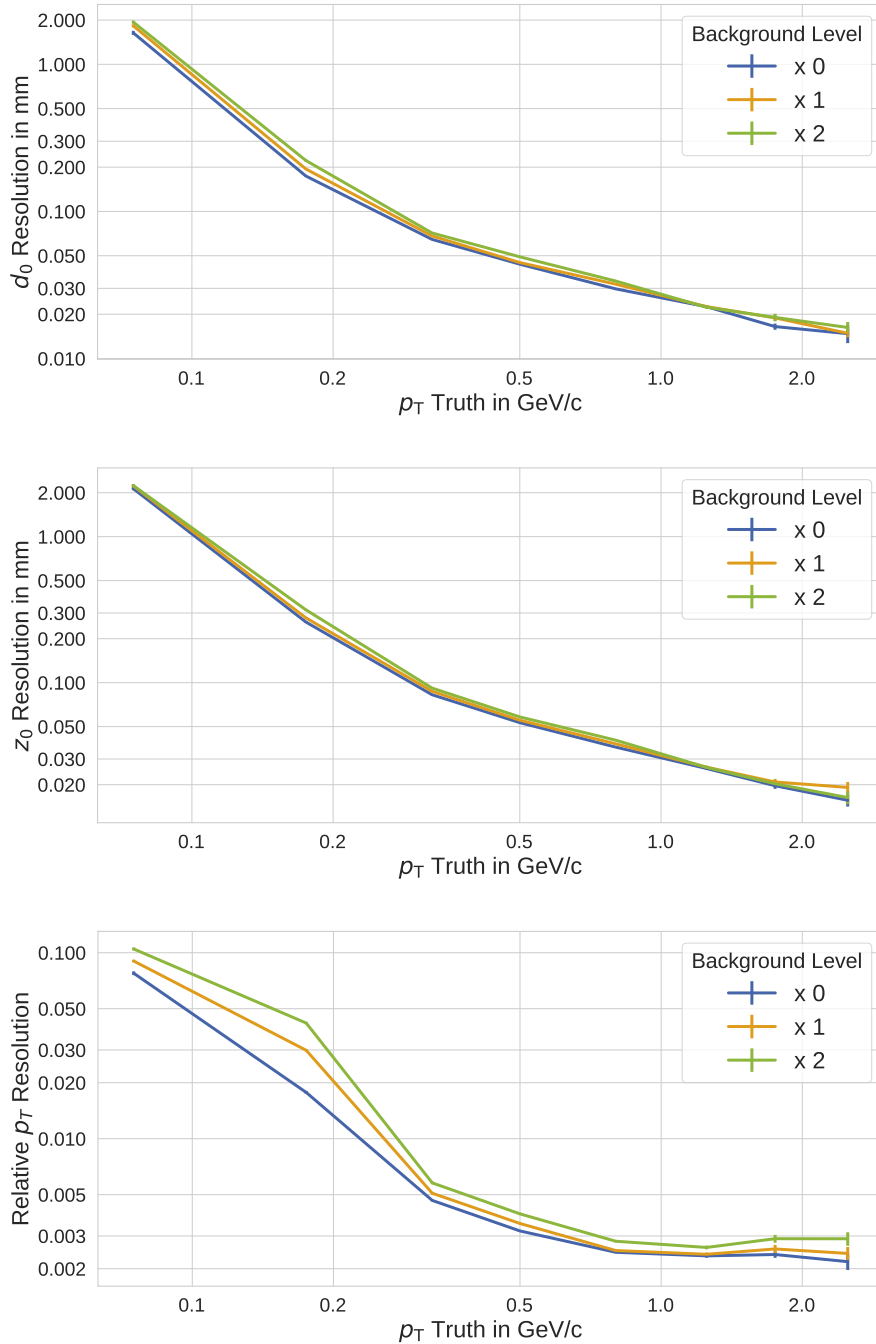 2.000
1.000
0.500
0.300
0.200
0.100
0.050
0.030
0.020
0.010
d₀ Resolution in mm
Background Level
x 0
x 1
x 2
0.1 0.2 0.5 1.0 2.0
p_T Truth in GeV/c
2.000
1.000
0.500
0.300
0.200
0.100
0.050
0.030
0.020
z₀ Resolution in mm
Background Level
x 0
x 1
x 2
0.1 0.2 0.5 1.0 2.0
p_T Truth in GeV/c
0.100
0.050
0.030
0.020
0.010
0.005
0.003
0.002
Relative p_T Resolution
Background Level
x 0
x 1
x 2
0.1 0.2 0.5 1.0 2.0
p_T Truth in GeV/c